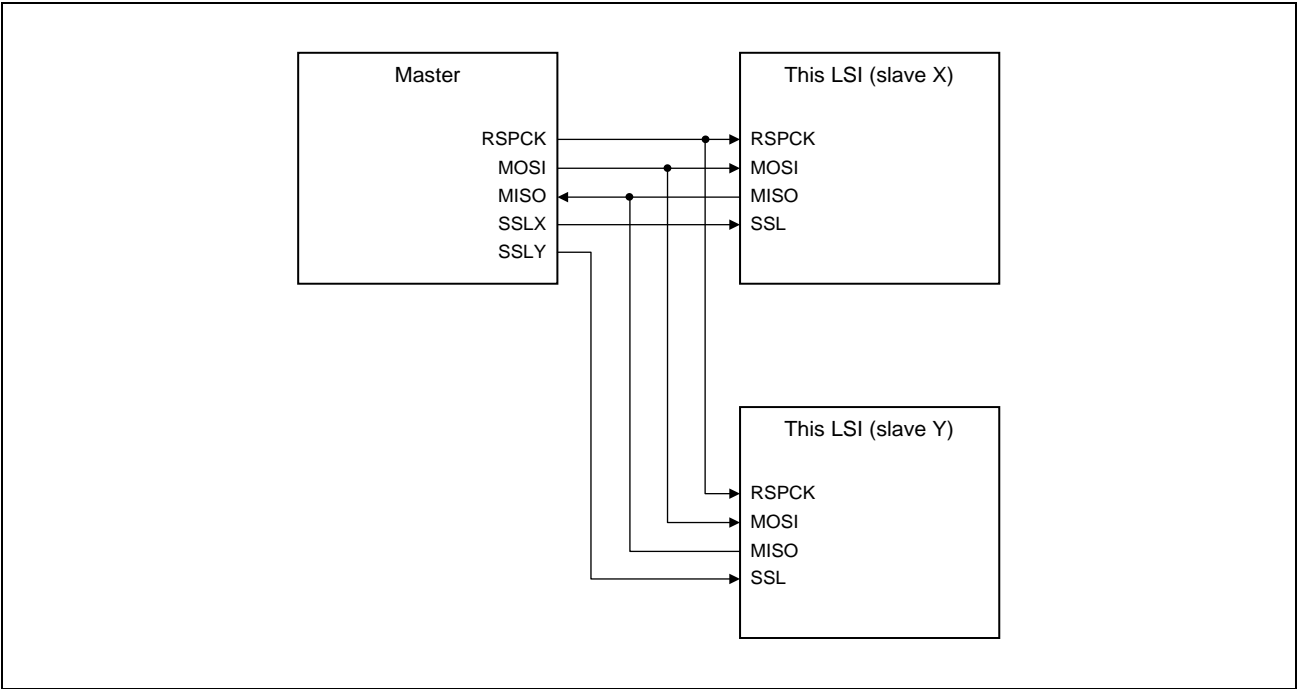 Master
RSPCK
MOSI
MISO
SSLX
SSLY
This LSI (slave X)
RSPCK
MOSI
MISO
SSL
This LSI (slave Y)
RSPCK
MOSI
MISO
SSL